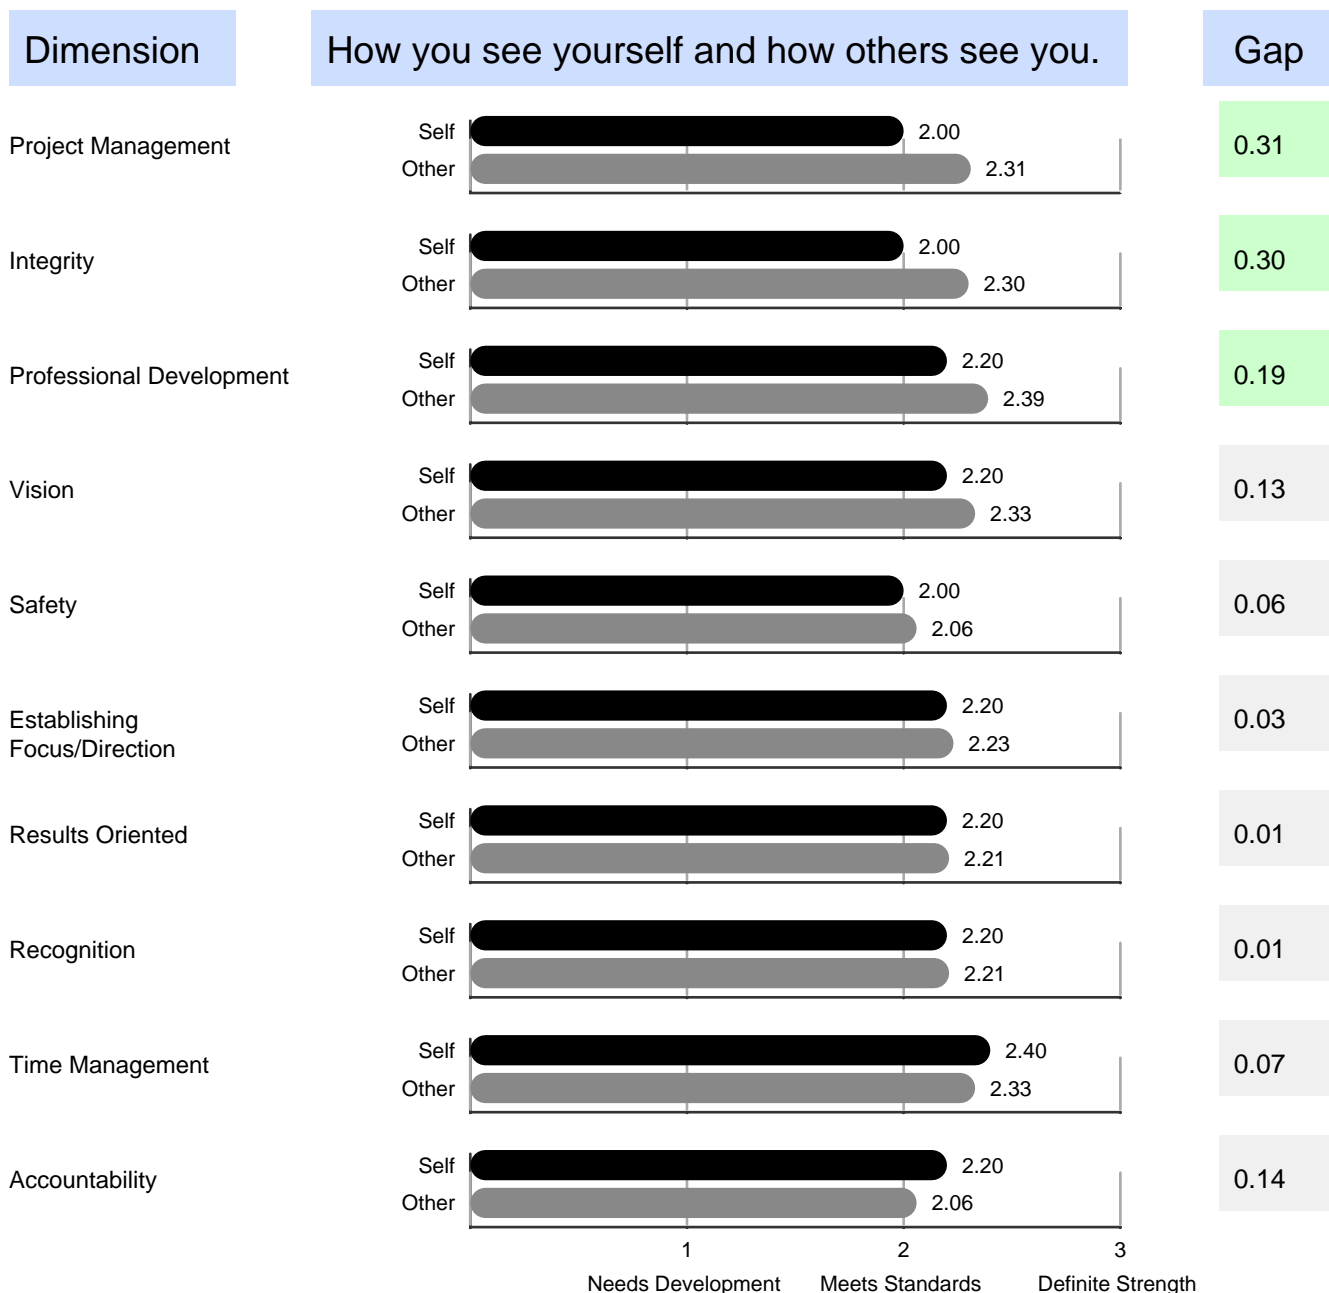 Dimension How you see yourself and how others see you. Gap
Project Management Self 2.00 0.31
Other 2.31
Integrity Self 2.00 0.30
Other 2.30
Professional Development Self 2.20 0.19
Other 2.39
Vision Self 2.20 0.13
Other 2.33
Safety Self 2.00 0.06
Other 2.06
Establishing
Focus/Direction
Self 2.20 0.03
Other 2.23
Results Oriented Self 2.20 0.01
Other 2.21
Recognition Self 2.20 0.01
Other 2.21
Time Management Self 2.40 0.07
Other 2.33
Accountability Self 2.20 0.14
Other 2.06
1 2 3
Needs Development Meets Standards Definite Strength